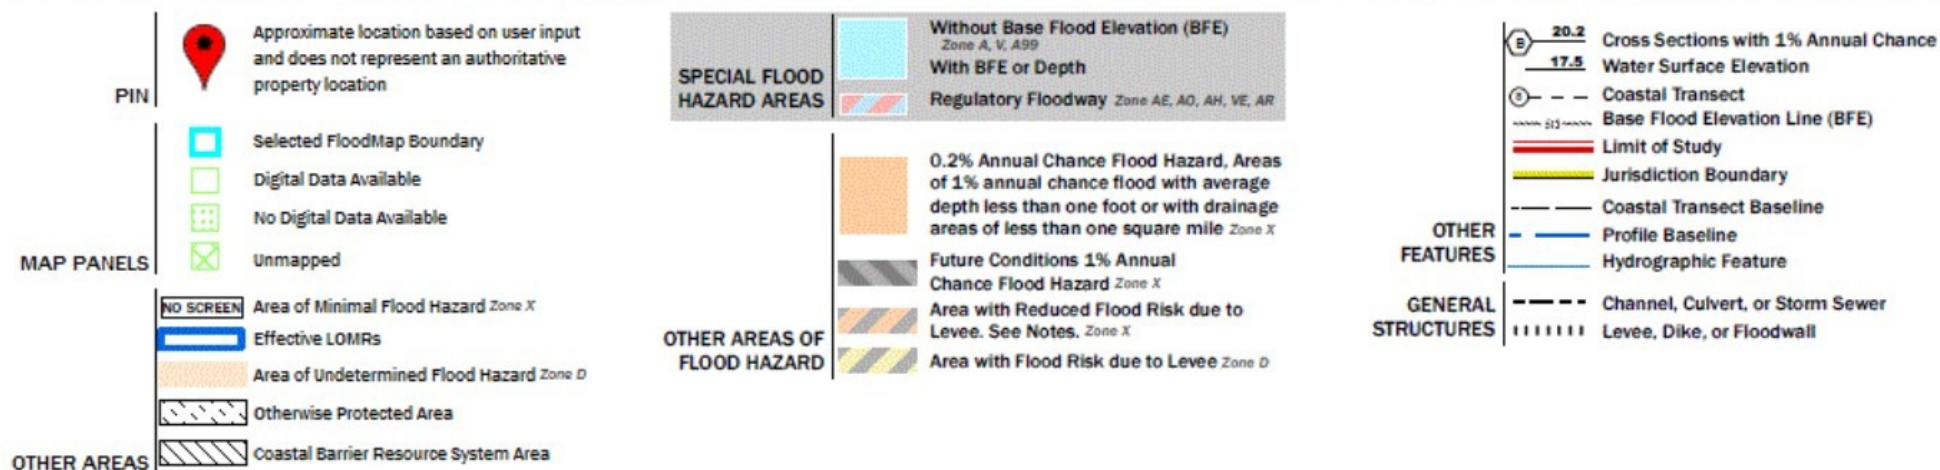 PIN
Approximate location based on user input
and does not represent an authoritative
property location
MAP PANELS
Selected FloodMap Boundary
Digital Data Available
No Digital Data Available
Unmapped
OTHER AREAS
NO SCREEN Area of Minimal Flood Hazard Zone X
Effective LOMRs
Area of Undetermined Flood Hazard Zone D
Otherwise Protected Area
Coastal Barrier Resource System Area
SPECIAL FLOOD
HAZARD AREAS
Without Base Flood Elevation (BFE)
Zone A, V, A99
With BFE or Depth
Regulatory Floodway Zone AE, AO, AH, VE, AR
OTHER AREAS OF
FLOOD HAZARD
0.2% Annual Chance Flood Hazard, Areas
of 1% annual chance flood with average
depth less than one foot or with drainage
areas of less than one square mile Zone X
Future Conditions 1% Annual
Chance Flood Hazard Zone X
Area with Reduced Flood Risk due to
Levee. See Notes. Zone X
Area with Flood Risk due to Levee Zone D
OTHER
FEATURES
B 20.2 Cross Sections with 1% Annual Chance
17.5 Water Surface Elevation
8 Coastal Transect
513 Base Flood Elevation Line (BFE)
Limit of Study
Jurisdiction Boundary
Coastal Transect Baseline
Profile Baseline
Hydrographic Feature
GENERAL
STRUCTURES
Channel, Culvert, or Storm Sewer
Levee, Dike, or Floodwall